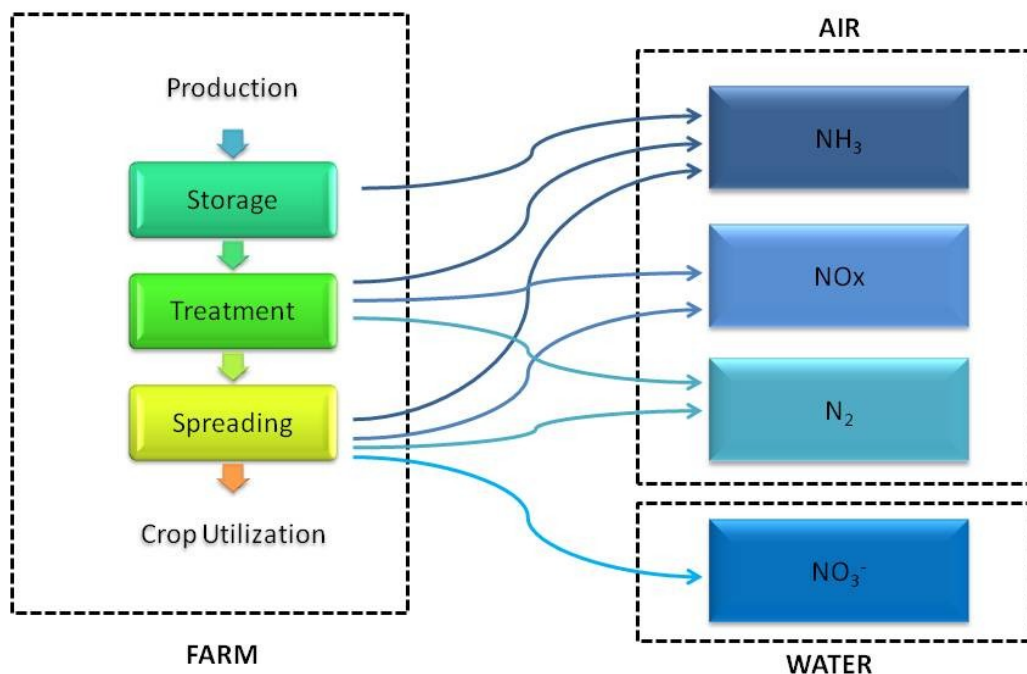 Production
Storage
Treatment
Spreading
Crop Utilization
FARM
AIR
NH₃
NOx
N₂
NO₃⁻
WATER